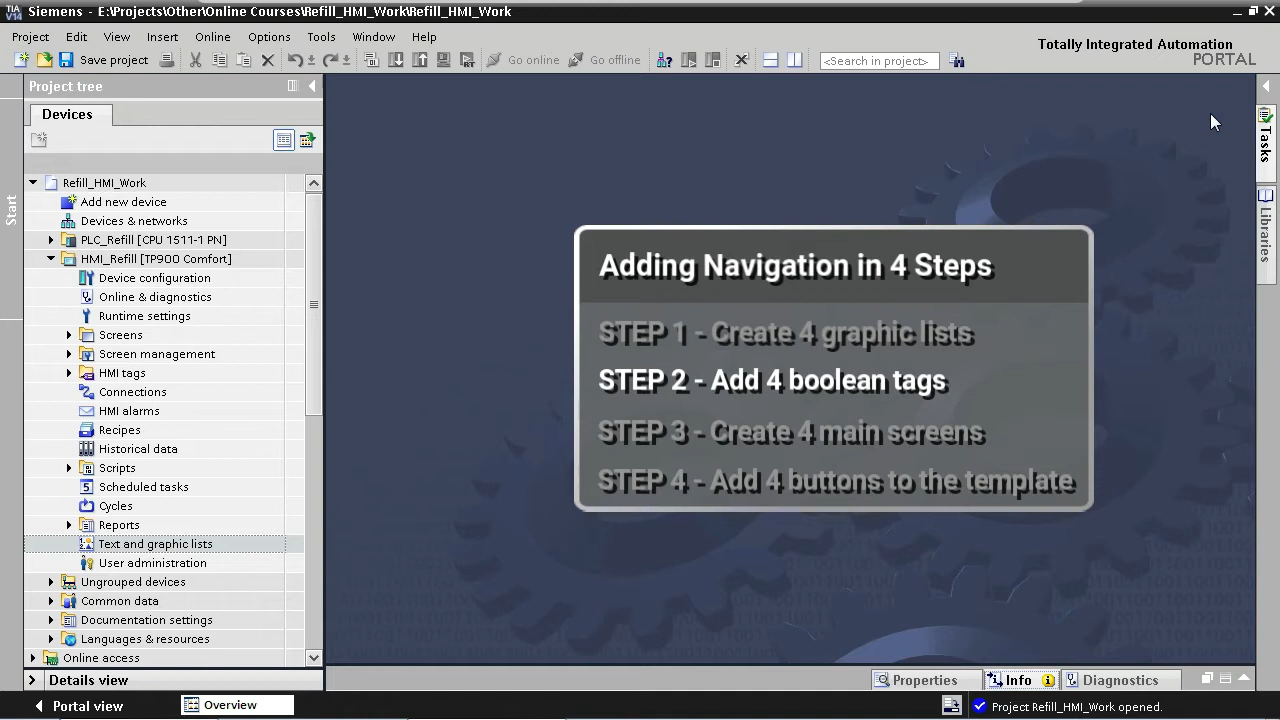 TIA V14 Siemens - E:\Projects\Other\Online Courses\Refill_HMI_Work\Refill_HMI_Work
Project Edit View Insert Online Options Tools Window Help
Totally Integrated Automation
PORTAL
Save project Go online Go offline <Search in project>
Project tree
Devices
Start
Refill_HMI_Work
Add new device
Devices & networks
PLC_Refill [CPU 1511-1 PN]
HMI_Refill [TP900 Comfort]
Device configuration
Online & diagnostics
Runtime settings
Screens
Screen management
HMI tags
Connections
HMI alarms
Recipes
Historical data
Scripts
Scheduled tasks
Cycles
Reports
Text and graphic lists
User administration
Ungrouped devices
Common data
Documentation settings
Languages & resources
Online access
Details view
Adding Navigation in 4 Steps
STEP 1 - Create 4 graphic lists
STEP 2 - Add 4 boolean tags
STEP 3 - Create 4 main screens
STEP 4 - Add 4 buttons to the template
Tasks
Libraries
Properties Info Diagnostics
Portal view Overview Project Refill_HMI_Work opened.